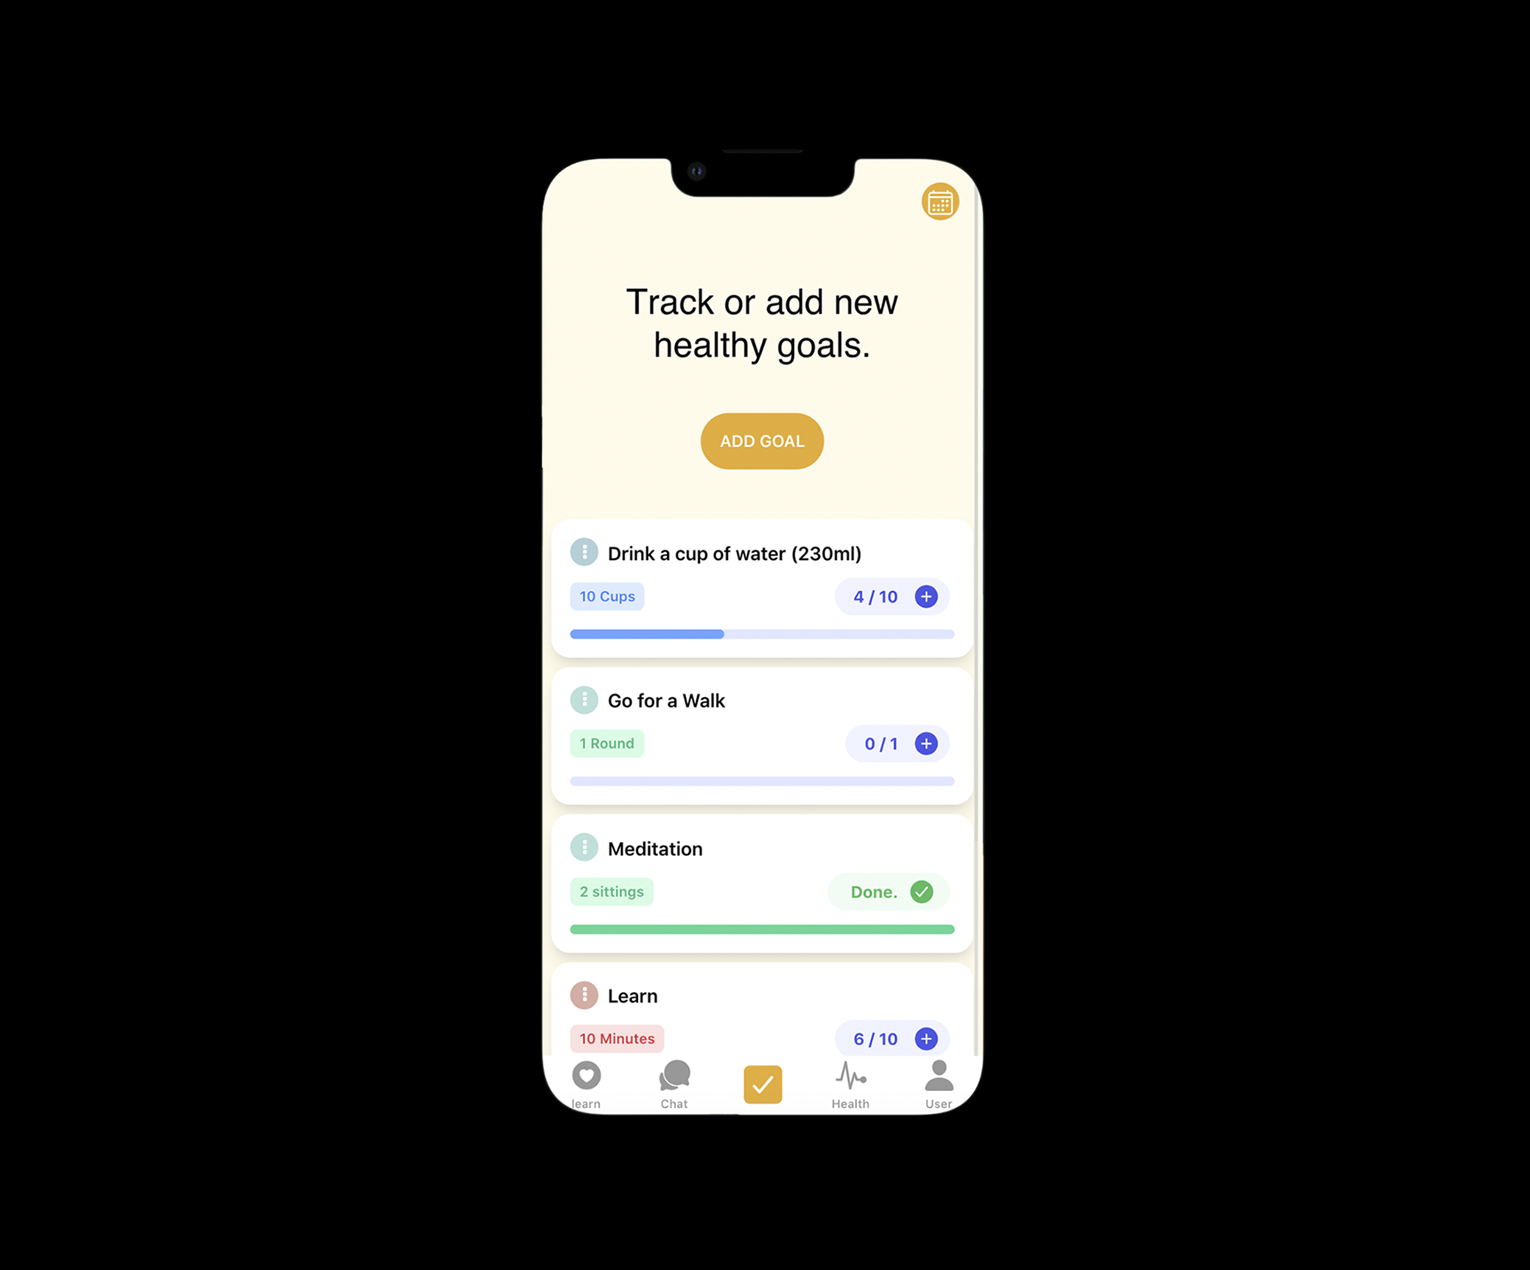 Track or add new
healthy goals.
ADD GOAL
Drink a cup of water (230ml)
10 Cups
4 / 10
Go for a Walk
1 Round
0 / 1
Meditation
2 sittings
Done.
Learn
10 Minutes
6 / 10
learn
Chat
Health
User